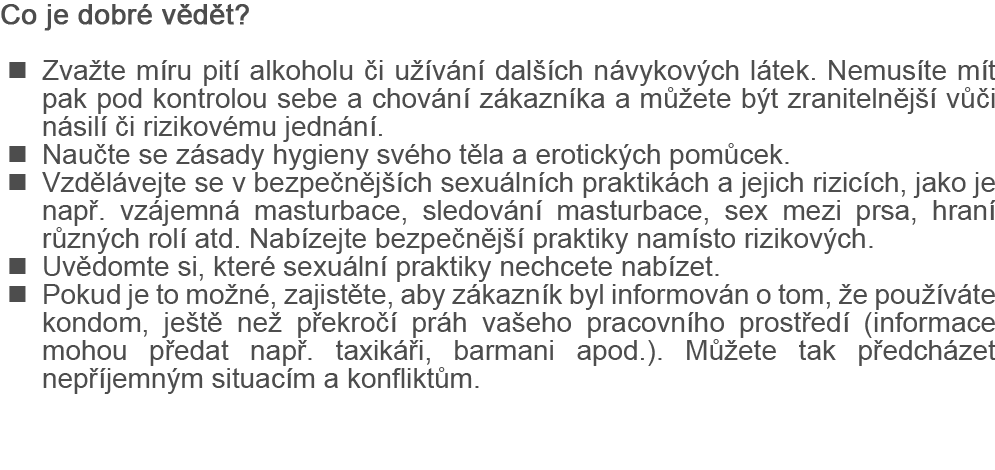 Co je dobré vědět?
■ Zvažte míru pití alkoholu či užívání dalších návykových látek. Nemusíte mít
pak pod kontrolou sebe a chování zákazníka a můžete být zranitelnější vůči
násilí či rizikovému jednání.
■ Naučte se zásady hygieny svého těla a erotických pomůcek.
■ Vzdělávejte se v bezpečnějších sexuálních praktikách a jejich rizicích, jako je
např. vzájemná masturbace, sledování masturbace, sex mezi prsa, hraní
různých rolí atd. Nabízejte bezpečnější praktiky namísto rizikových.
■ Uvědomte si, které sexuální praktiky nechcete nabízet.
■ Pokud je to možné, zajistěte, aby zákazník byl informován o tom, že používáte
kondom, ještě než překročí práh vašeho pracovního prostředí (informace
mohou předat např. taxikáři, barmani apod.). Můžete tak předcházet
nepříjemným situacím a konfliktům.